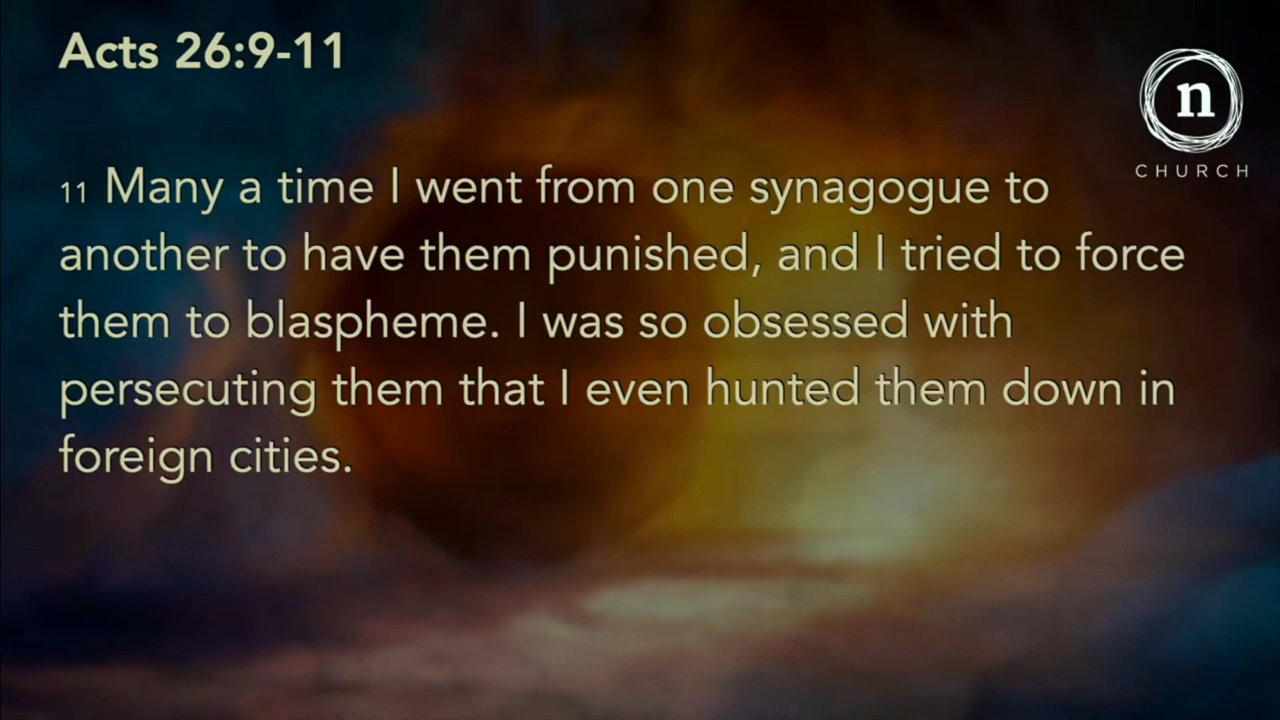 Acts 26:9-11
n
CHURCH
11 Many a time I went from one synagogue to
another to have them punished, and I tried to force
them to blaspheme. I was so obsessed with
persecuting them that I even hunted them down in
foreign cities.